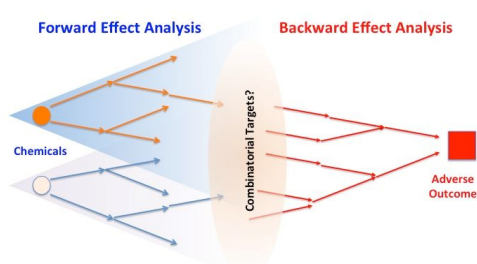 Forward Effect Analysis
Backward Effect Analysis
Chemicals
Combinatorial Targets?
Adverse
Outcome